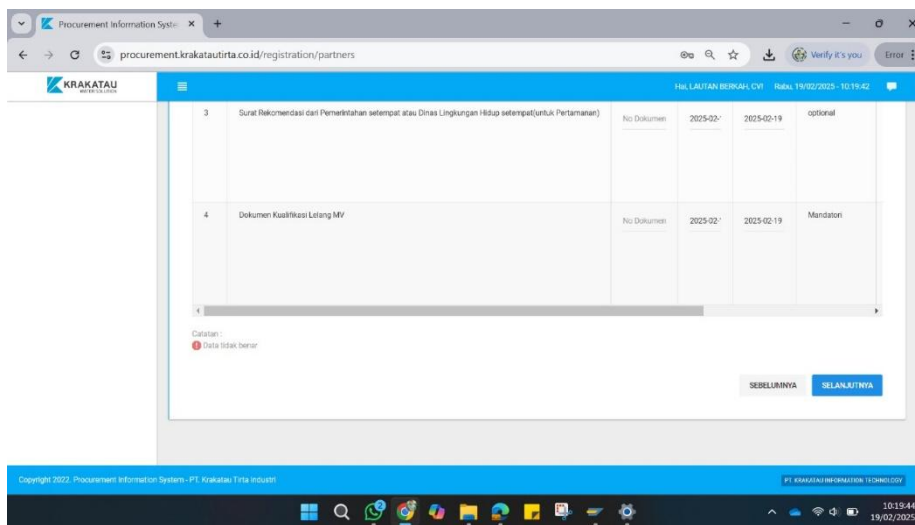 Procurement Information Syste
procurement.krakatautirta.co.id/registration/partners
Verify it's you
Error
KRAKATAU
WATER SOLUTION
Hai, LAUTAN BERKAH, CV! Rabu, 19/02/2025 - 10:19:42
3 Surat Rekomendasi dari Pemerintahan setempat atau Dinas Lingkungan Hidup setempat(untuk Pertamanan) No Dokumen 2025-02- 2025-02-19 optional
4 Dokumen Kualifikasi Lelang MV No Dokumen 2025-02- 2025-02-19 Mandatori
Catatan :
Data tidak benar
SEBELUMNYA SELANJUTNYA
Copyright 2022. Procurement Information System - PT. Krakatau Tirta Industri
PT KRAKATAU INFORMATION TECHNOLOGY
10:19:44
19/02/2025